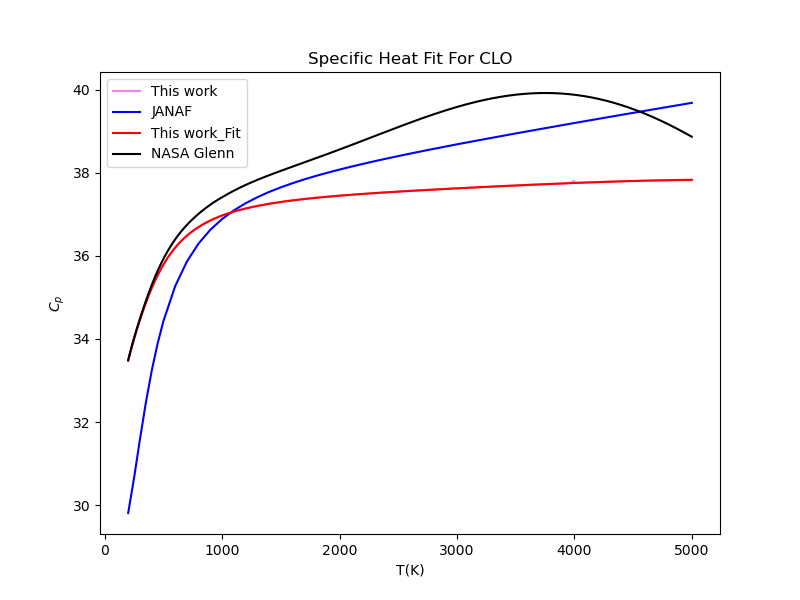 Specific Heat Fit For CLO
This work
JANAF
This work_Fit
NASA Glenn
40
38
36
34
32
30
C_p
0 1000 2000 3000 4000 5000
T(K)